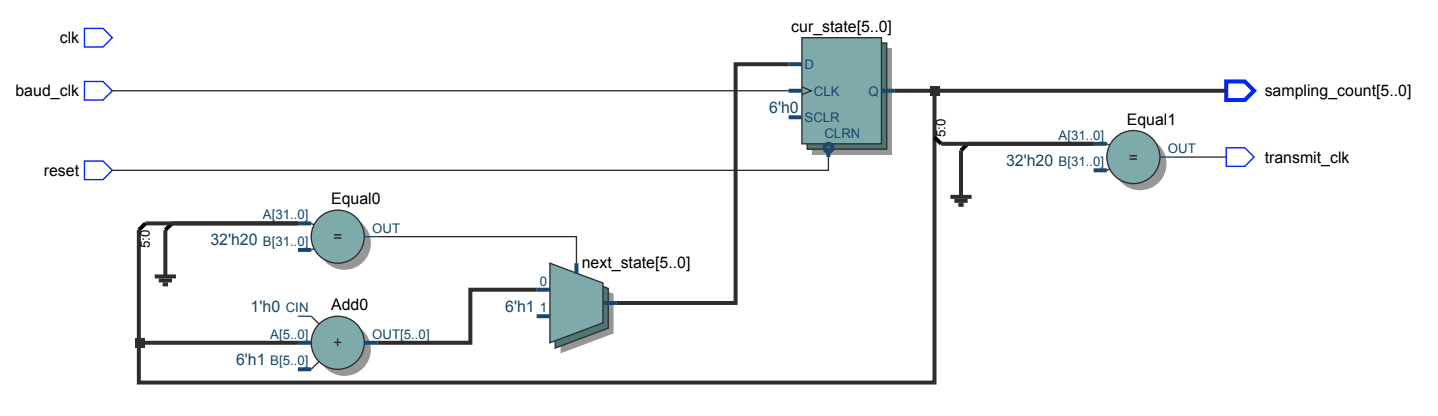 cur_state[5..0]
clk
D
baud_clk
CLK
Q
sampling_count[5..0]
6'h0
SCLR
CLRN
5:0
Equal1
A[31..0]
32'h20 B[31..0]
=
OUT
transmit_clk
reset
Equal0
A[31..0]
5:0
32'h20 B[31..0]
=
OUT
next_state[5..0]
0
6'h1 1
1'h0 CIN
Add0
A[5..0]
+
OUT[5..0]
6'h1 B[5..0]